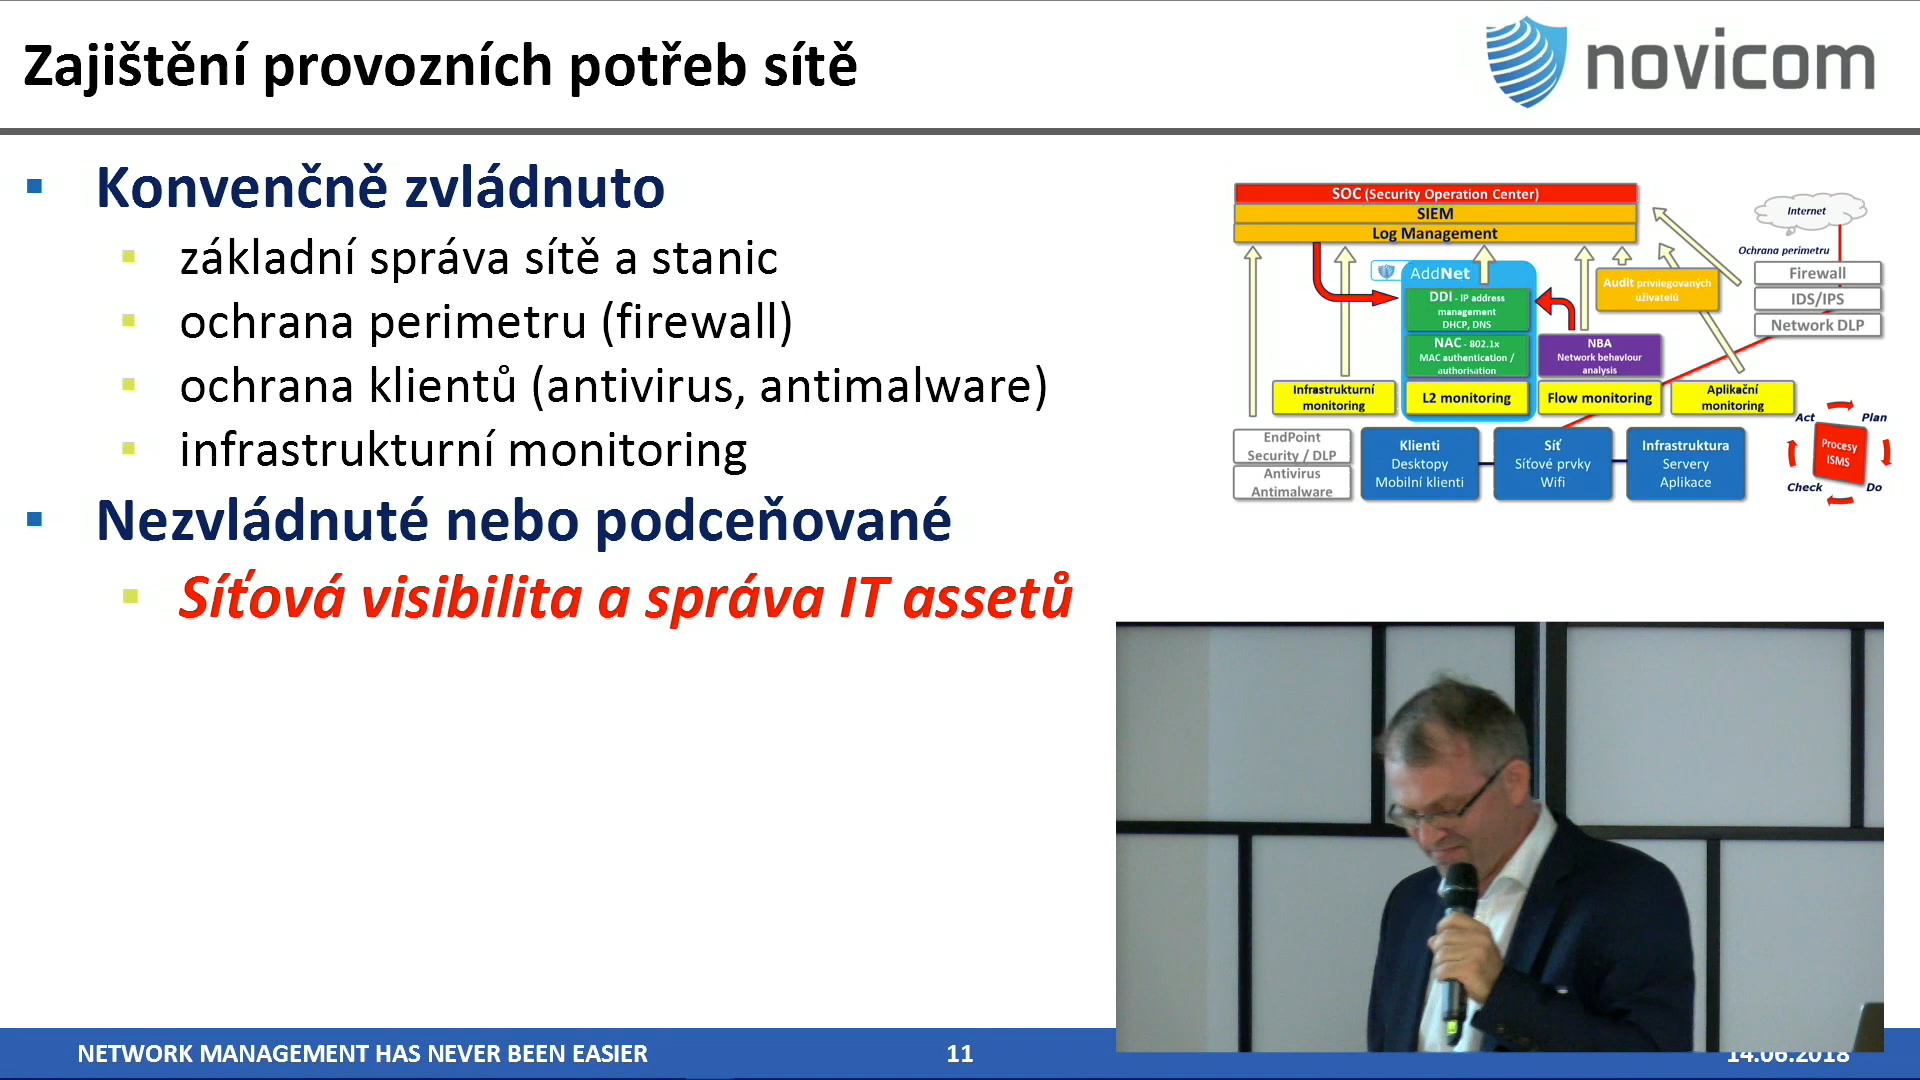 Zajištění provozních potřeb sítě
novicom
Konvenčně zvládnuto
základní správa sítě a stanic
ochrana perimetru (firewall)
ochrana klientů (antivirus, antimalware)
infrastrukturní monitoring
Nezvládnuté nebo podceňované
Síťová visibilita a správa IT assetů
SOC (Security Operation Center)
SIEM
Log Management
Internet
Ochrana perimetru
Firewall
IDS/IPS
Network DLP
AddNet
DDI - IP address
management
DHCP, DNS
NAC - 802.1x
MAC authentication /
authorisation
L2 monitoring
Audit privilegovaných
uživatelů
NBA
Network behaviour
analysis
Flow monitoring
Infrastrukturní
monitoring
Aplikační
monitoring
EndPoint
Security / DLP
Antivirus
Antimalware
Klienti
Desktopy
Mobilní klienti
Síť
Síťové prvky
Wifi
Infrastruktura
Servery
Aplikace
Act
Plan
Procesy
ISMS
Check
Do
NETWORK MANAGEMENT HAS NEVER BEEN EASIER
11
14.06.2018